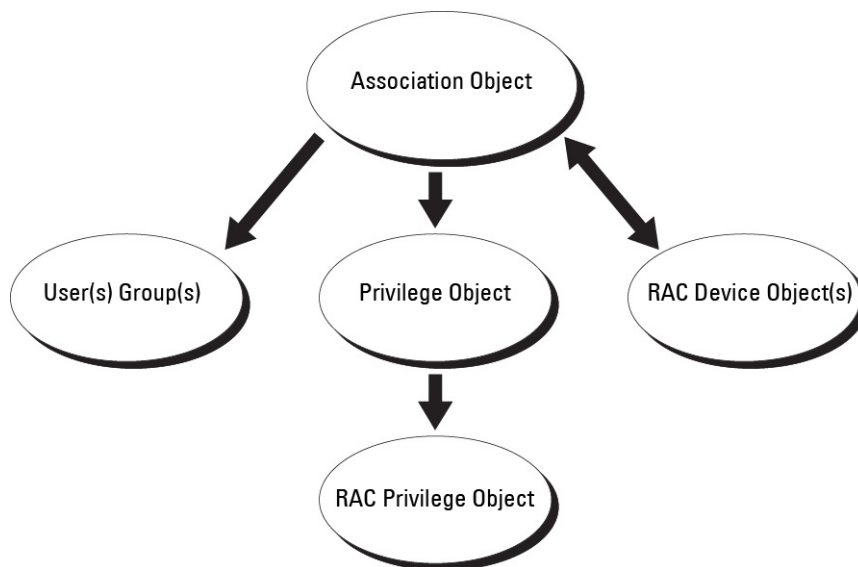 Association Object
User(s) Group(s)
Privilege Object
RAC Device Object(s)
RAC Privilege Object